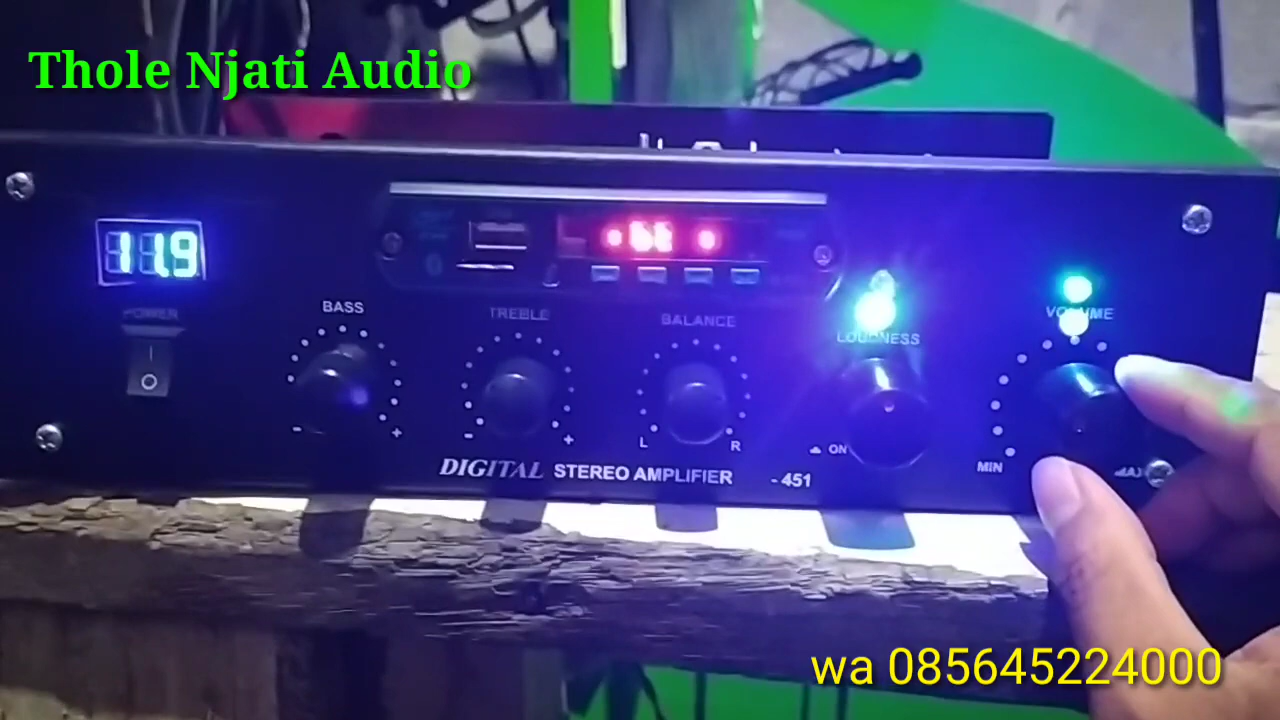 Thole Njati Audio
11.9
bt
POWER
BASS
TREBLE
BALANCE
LOUDNESS
VOLUME
- +
- +
L R
ON
MIN
DIGITAL STEREO AMPLIFIER - 451
wa 085645224000